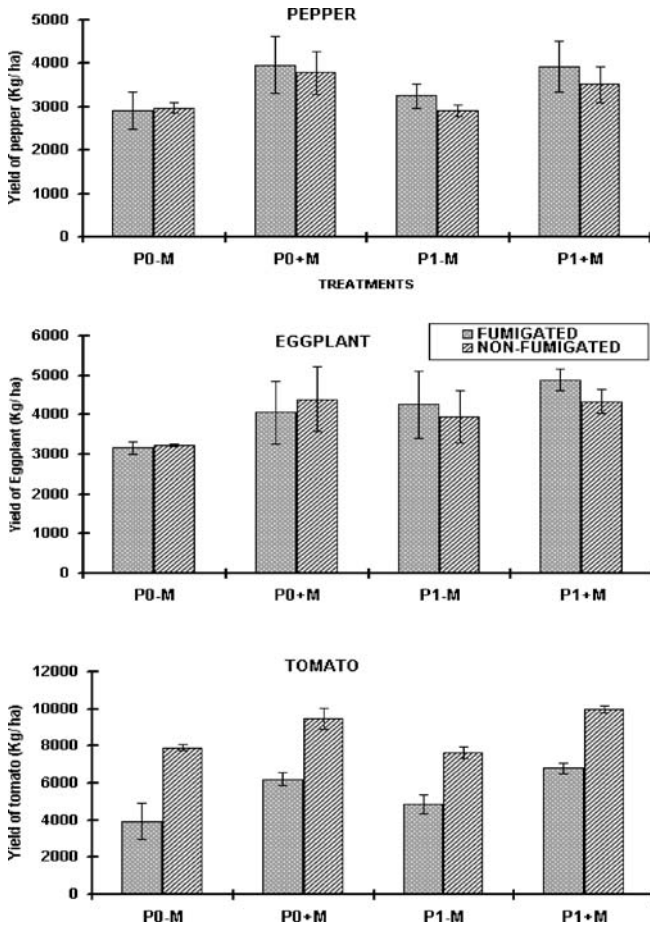 PEPPER
Yield of pepper (Kg/ha)
5000
4000
3000
2000
1000
0
P0-M P0+M P1-M P1+M
TREATMENTS
EGGPLANT
FUMIGATED
NON-FUMIGATED
Yield of Eggplant (Kg/ha)
6000
5000
4000
3000
2000
1000
0
P0-M P0+M P1-M P1+M
TOMATO
Yield of tomato (Kg/ha)
12000
10000
8000
6000
4000
2000
0
P0-M P0+M P1-M P1+M